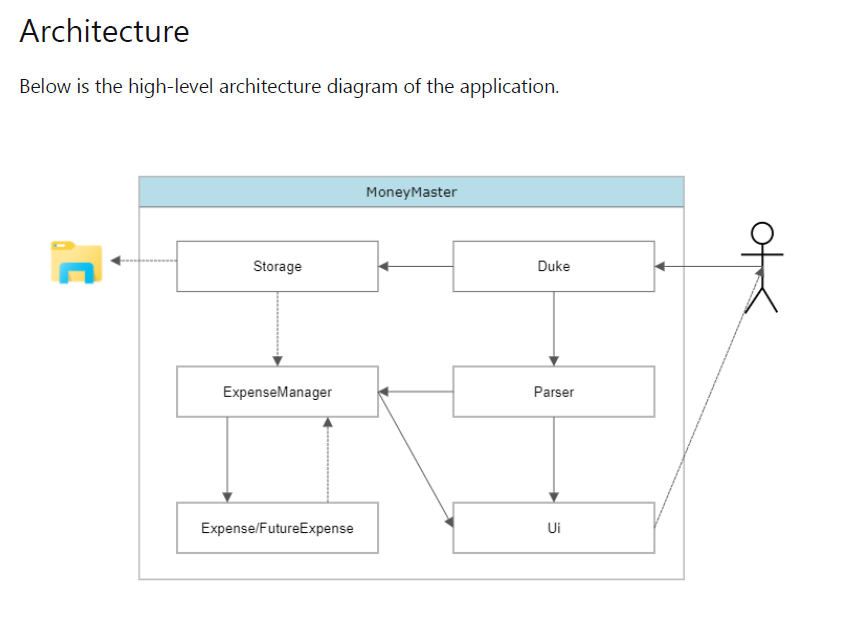 Architecture
Below is the high-level architecture diagram of the application.
MoneyMaster
Storage
Duke
ExpenseManager
Parser
Expense/FutureExpense
Ui